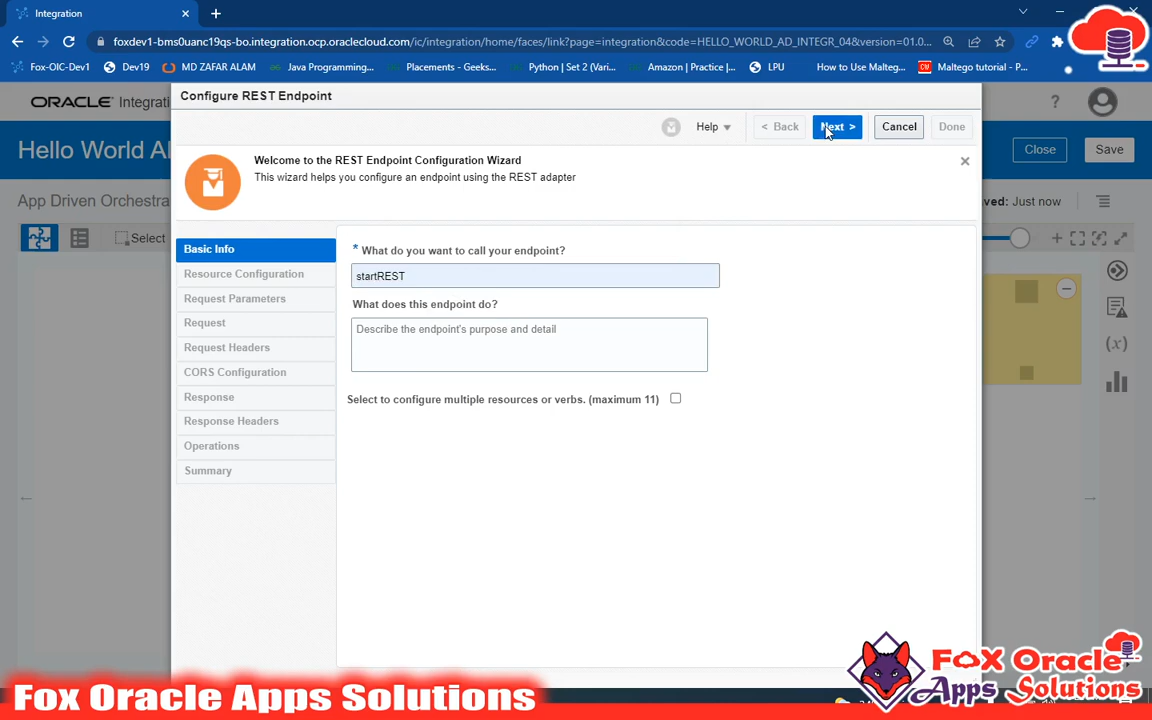 Integration
foxdev1-bms0uanc19qs-bo.integration.ocp.oraclecloud.com/ic/integration/home/faces/link?page=integration&code=HELLO_WORLD_AD_INTEGR_04&version=01.0...
Fox-OIC-Dev1
Dev19
MD ZAFAR ALAM
Java Programming...
Placements - Geeks...
Python | Set 2 (Vari...
Amazon | Practice |...
LPU
How to Use Malteg...
Maltego tutorial - P...
ORACLE Integrat
Configure REST Endpoint
?
Help
< Back
Next >
Cancel
Done
Hello World A
Welcome to the REST Endpoint Configuration Wizard
This wizard helps you configure an endpoint using the REST adapter
Close
Save
App Driven Orchestra
ved: Just now
Select
Basic Info
Resource Configuration
Request Parameters
Request
Request Headers
CORS Configuration
Response
Response Headers
Operations
Summary
* What do you want to call your endpoint?
startREST
What does this endpoint do?
Describe the endpoint's purpose and detail
Select to configure multiple resources or verbs. (maximum 11)
(x)
Fox Oracle Apps Solutions
FOX Oracle
Apps Solutions